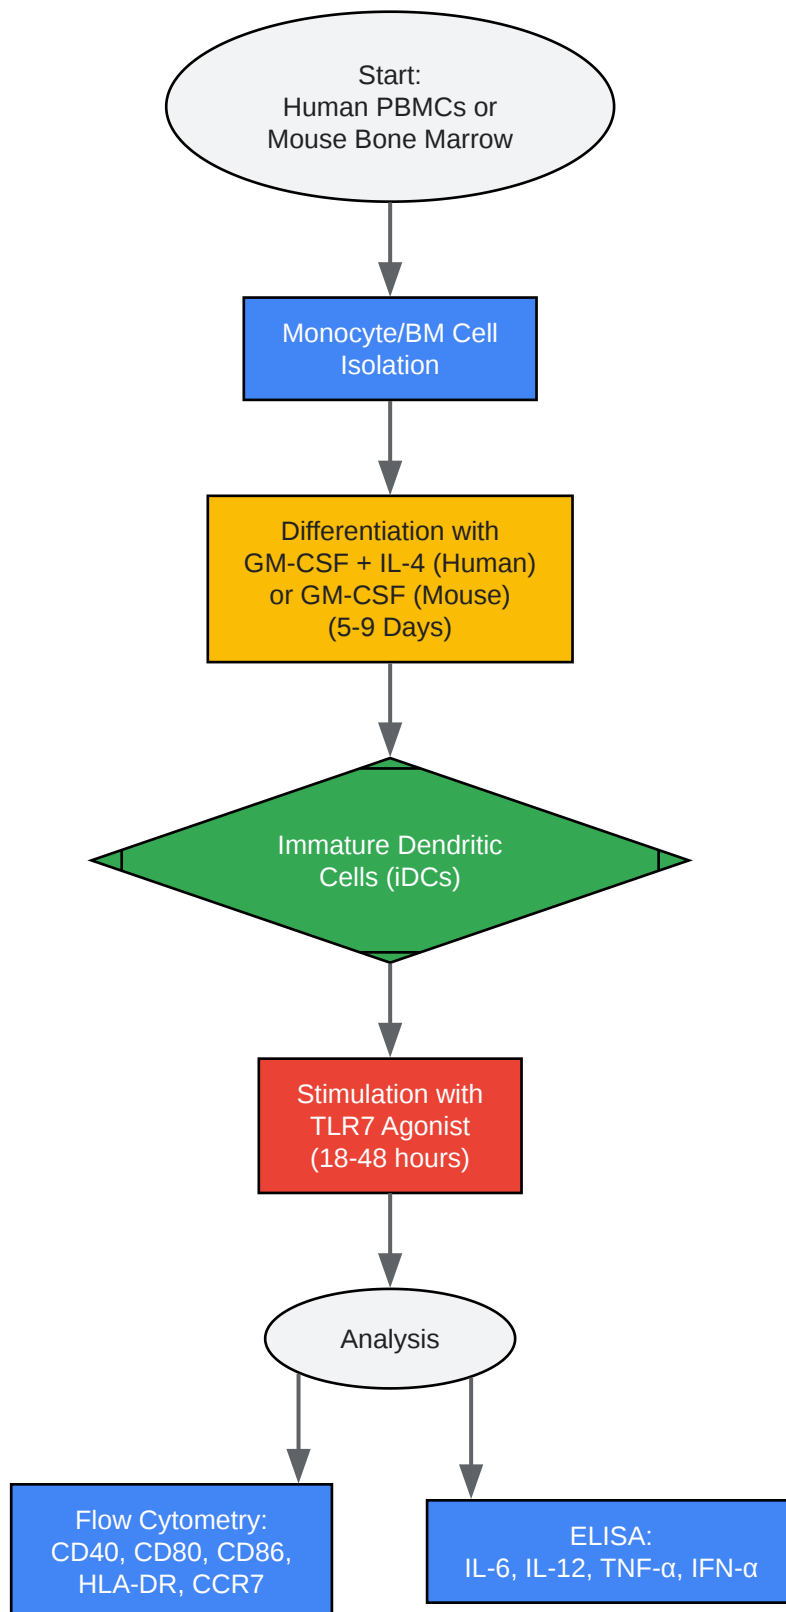 Start:
Human PBMCs or
Mouse Bone Marrow
Monocyte/BM Cell
Isolation
Differentiation with
GM-CSF + IL-4 (Human)
or GM-CSF (Mouse)
(5-9 Days)
Immature Dendritic
Cells (iDCs)
Stimulation with
TLR7 Agonist
(18-48 hours)
Analysis
Flow Cytometry:
CD40, CD80, CD86,
HLA-DR, CCR7
ELISA:
IL-6, IL-12, TNF-α, IFN-α